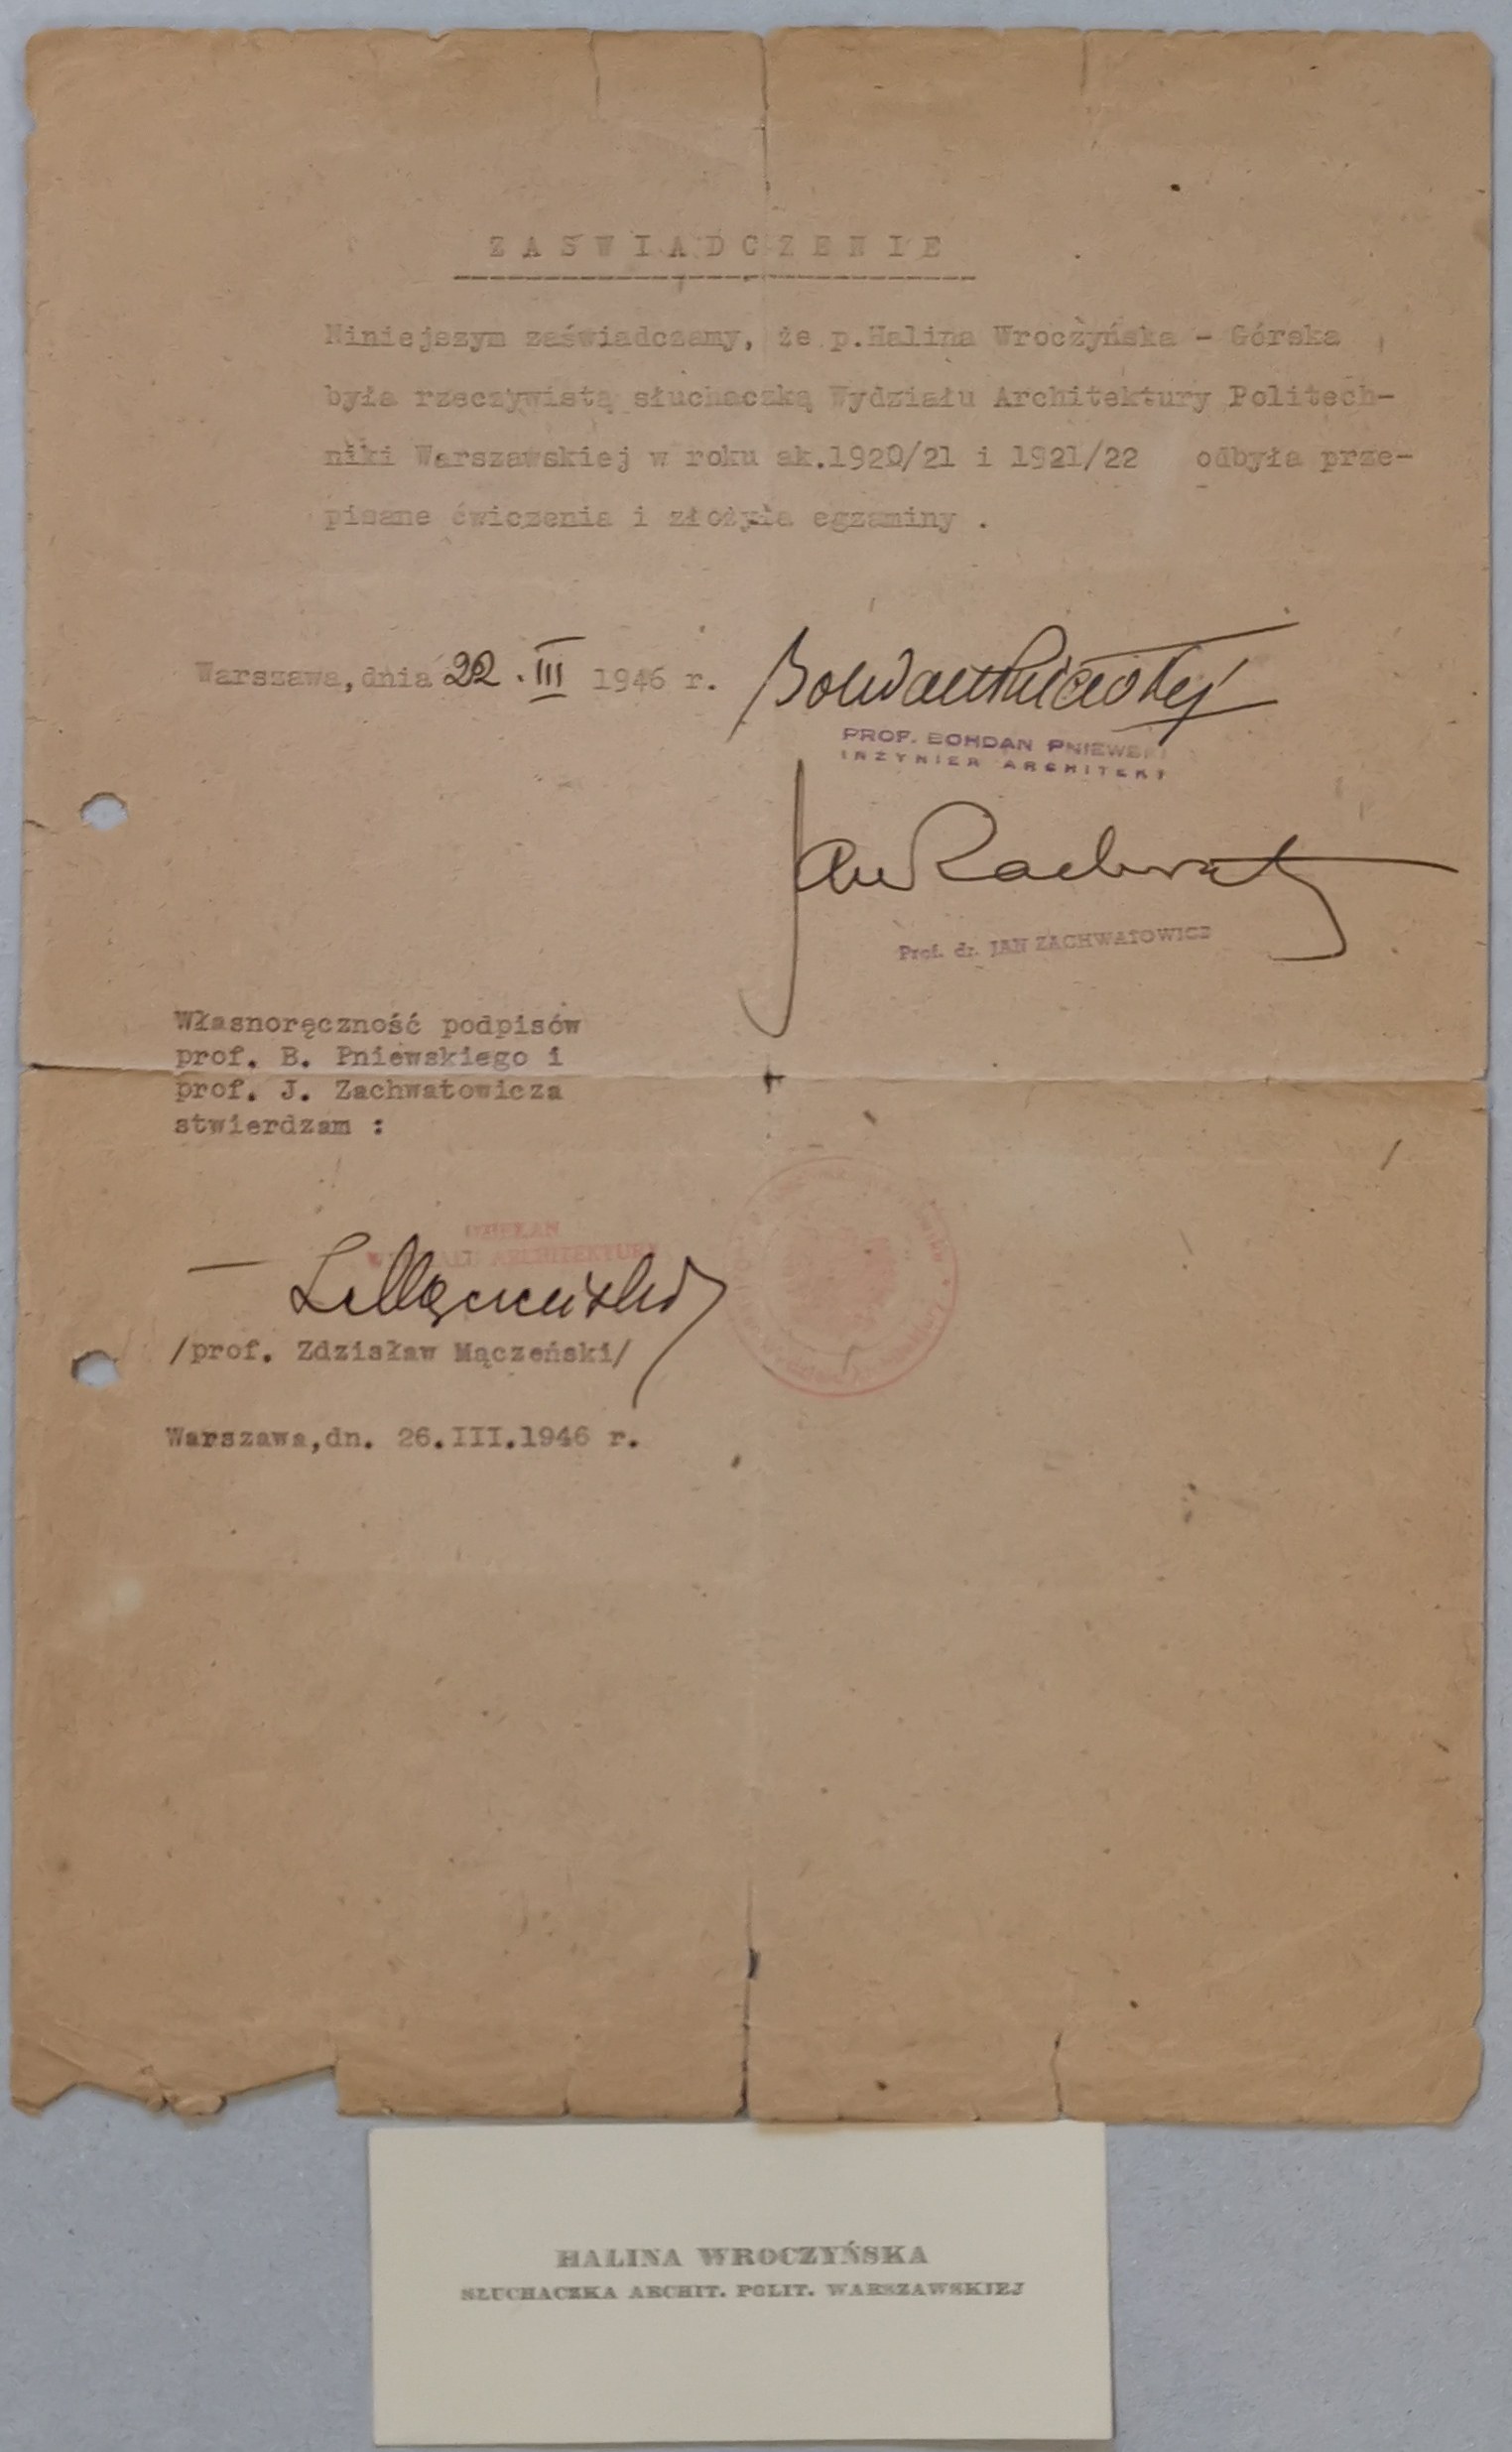 ZAŚWIADCZENIE
Niniejszym zaświadczamy, że p.Halina Wroczyńska - Górska
była rzeczywistą słuchaczką Wydziału Architektury Politech-
niki Warszawskiej w roku ak.1920/21 i 1921/22 odbyła prze-
pisane ćwiczenia i złożyła egzaminy .
Warszawa,dnia 22.III 1946 r.
PROF. BOHDAN PNIEWSKI
INŻYNIER ARCHITEKT
Jan Zachwat
Prof. dr. JAN ZACHWATOWICZ
Własnoręczność podpisów
prof. B. Pniewskiego i
prof. J. Zachwatowicza
stwierdzam :
DZIEKAN
WYDZIAŁU ARCHITEKTURY
/prof. Zdzisław Mączeński/
Warszawa,dn. 26.III.1946 r.
HALINA WROCZYŃSKA
SŁUCHACZKA ARCHIT. POLIT. WARSZAWSKIEJ